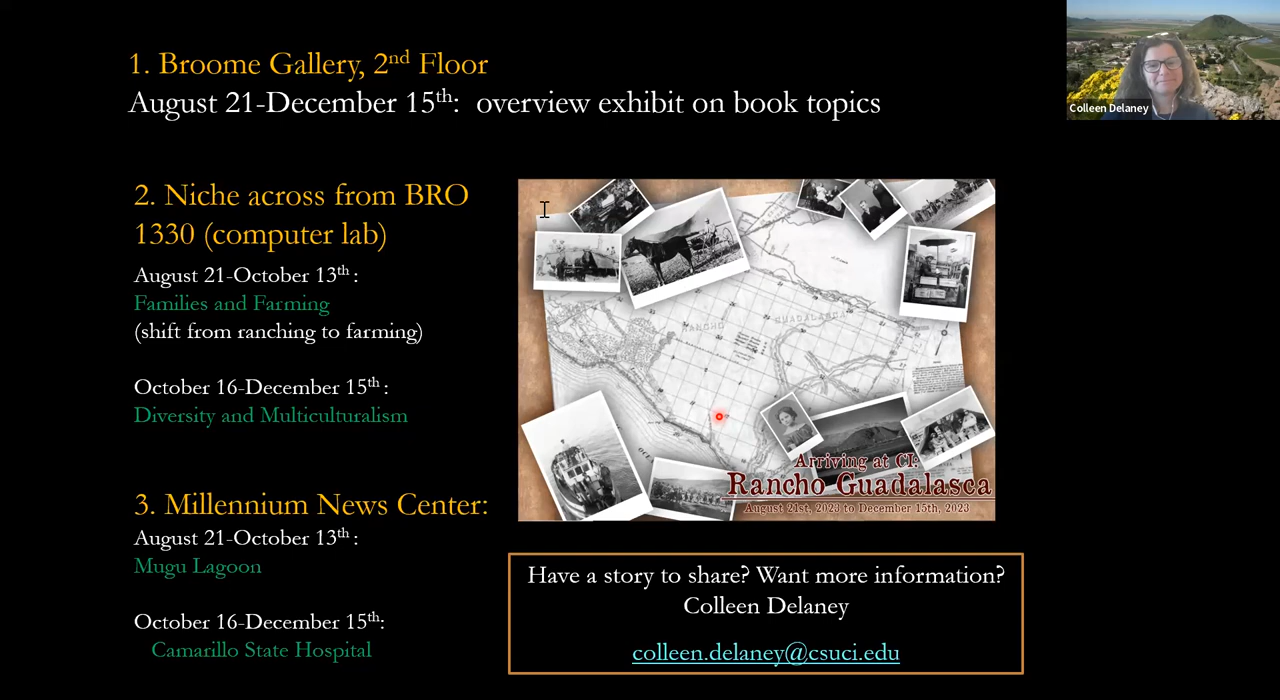 1. Broome Gallery, 2nd Floor
August 21-December 15th: overview exhibit on book topics
Colleen Delaney
2. Niche across from BRO
1330 (computer lab)
August 21-October 13th:
Families and Farming
(shift from ranching to farming)
October 16-December 15th:
Diversity and Multiculturalism
3. Millennium News Center:
August 21-October 13th:
Mugu Lagoon
October 16-December 15th:
Camarillo State Hospital
RANCHO GUADALASCA
Arriving at CI:
Rancho Guadalasca
August 21st, 2023 to December 15th, 2023
Have a story to share? Want more information?
Colleen Delaney
colleen.delaney@csuci.edu